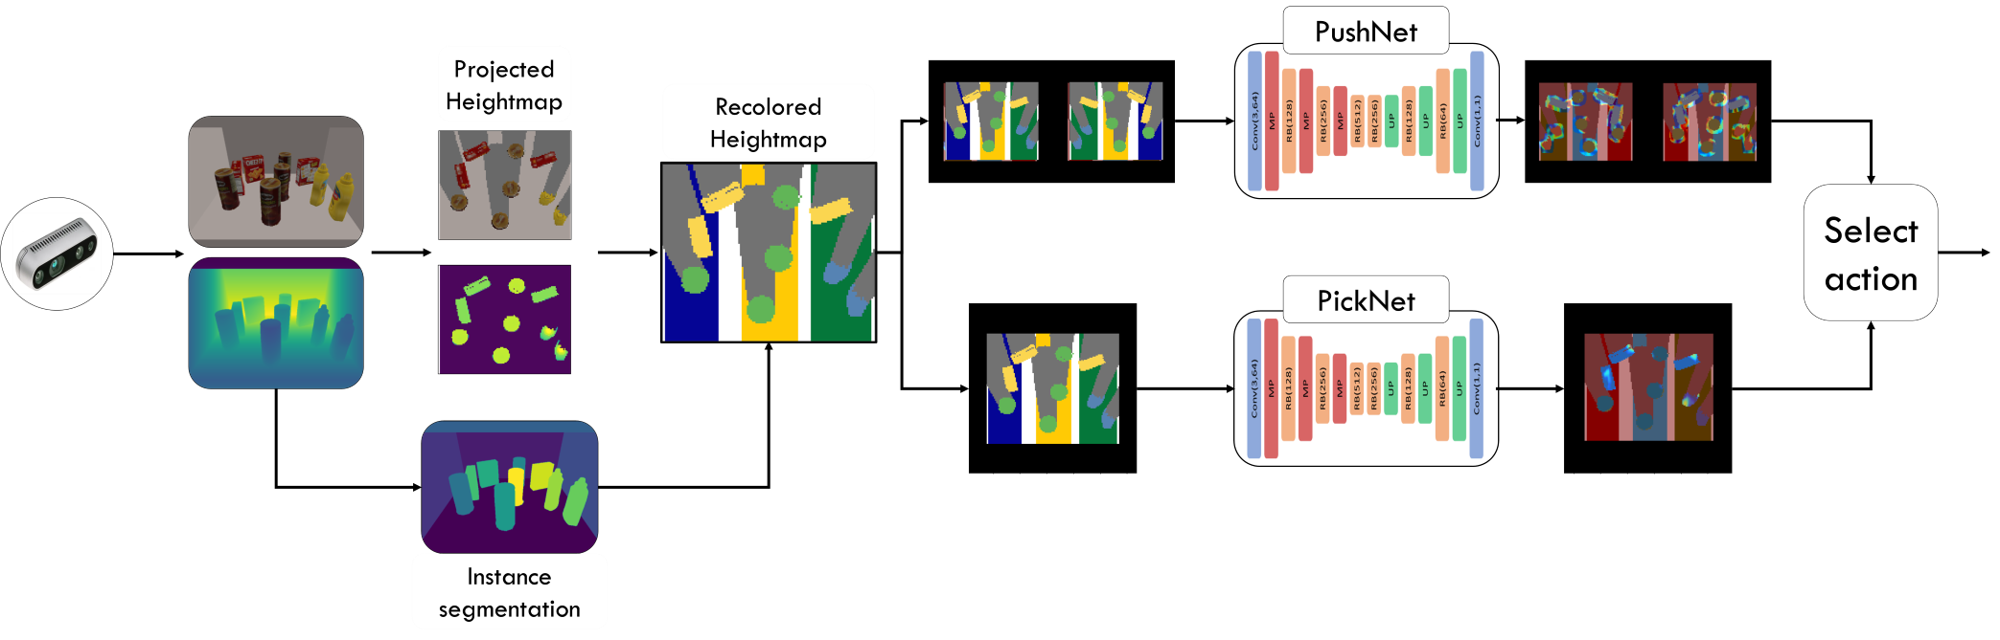 Projected
Heightmap
Recolored
Heightmap
Instance
segmentation
PushNet
Conv(3,64)
MP
RB(128)
MP
RB(256)
MP
RB(512)
RB(256)
UP
RB(128)
UP
RB(64)
UP
Conv(1,1)
PickNet
Conv(3,64)
MP
RB(128)
MP
RB(256)
MP
RB(512)
RB(256)
UP
RB(128)
UP
RB(64)
UP
Conv(1,1)
Select
action